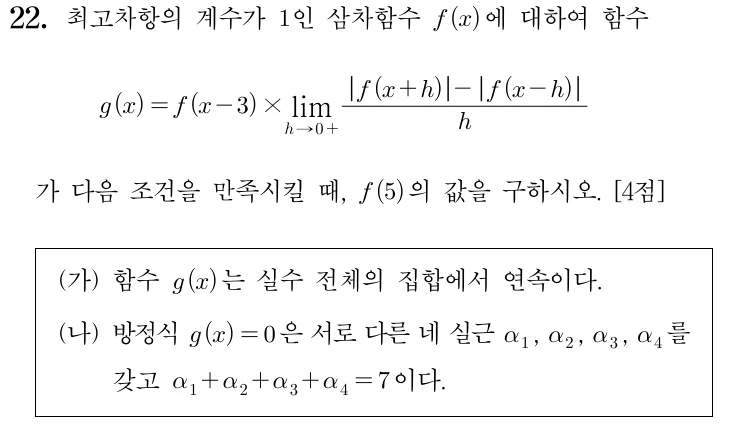 22. 최고차항의 계수가 1인 삼차함수 f(x)에 대하여 함수
g(x)=f(x-3)×lim_{h→0+} \frac{|f(x+h)|-|f(x-h)|}{h}
가 다음 조건을 만족시킬 때, f(5)의 값을 구하시오. [4점]
(가) 함수 g(x)는 실수 전체의 집합에서 연속이다.
(나) 방정식 g(x)=0은 서로 다른 네 실근 α₁, α₂, α₃, α₄를
갖고 α₁+α₂+α₃+α₄=7이다.